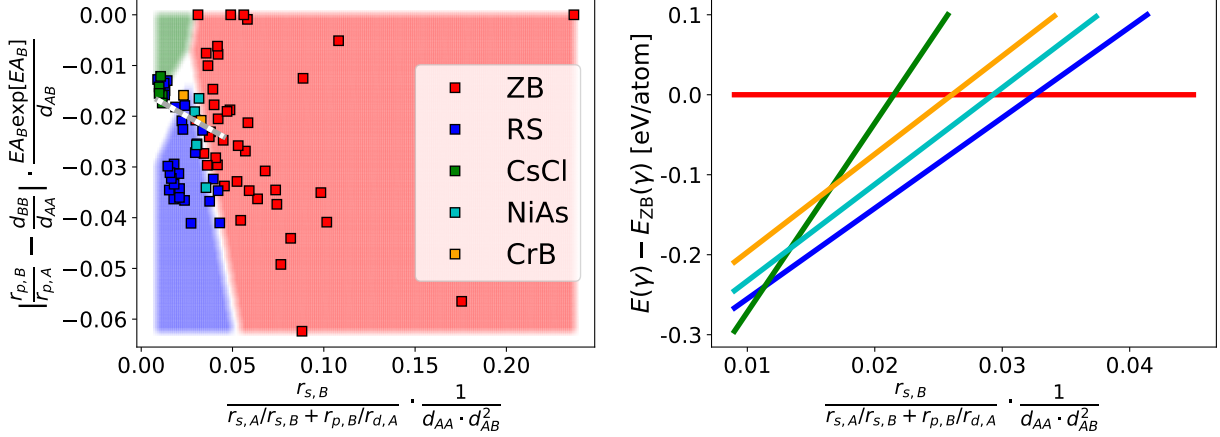 |r_{p,B}/r_{p,A} − d_{BB}/d_{AA}| · EA_B exp[EA_B]/d_{AB}
0.00
−0.01
−0.02
−0.03
−0.04
−0.05
−0.06
0.00 0.05 0.10 0.15 0.20
r_{s,B}/(r_{s,A}/r_{s,B} + r_{p,B}/r_{d,A}) · 1/(d_{AA} · d_{AB}^2)
ZB
RS
CsCl
NiAs
CrB
E(γ) − E_{ZB}(γ) [eV/atom]
0.1
0.0
-0.1
-0.2
-0.3
0.01 0.02 0.03 0.04
r_{s,B}/(r_{s,A}/r_{s,B} + r_{p,B}/r_{d,A}) · 1/(d_{AA} · d_{AB}^2)